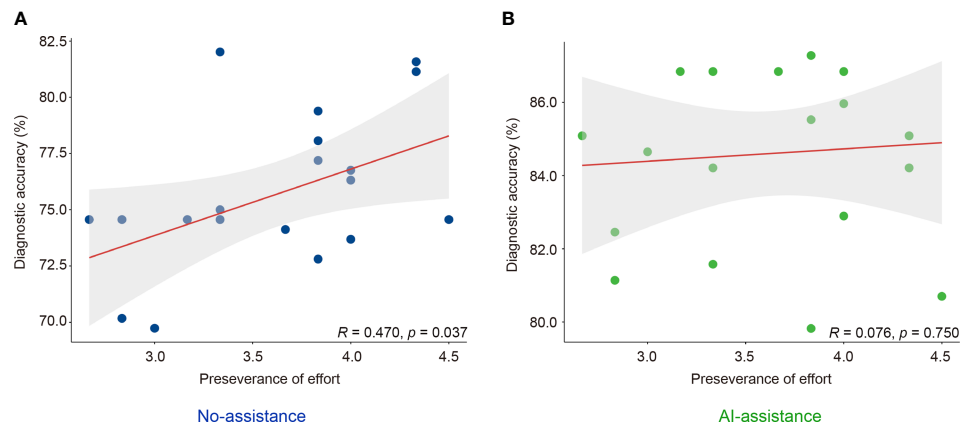 A
B
Diagnostic accuracy (%)
82.5
80.0
77.5
75.0
72.5
70.0
R = 0.470, p = 0.037
3.0 3.5 4.0 4.5
Preseverance of effort
No-assistance
Diagnostic accuracy (%)
86.0
84.0
82.0
80.0
R = 0.076, p = 0.750
3.0 3.5 4.0 4.5
Preseverance of effort
AI-assistance